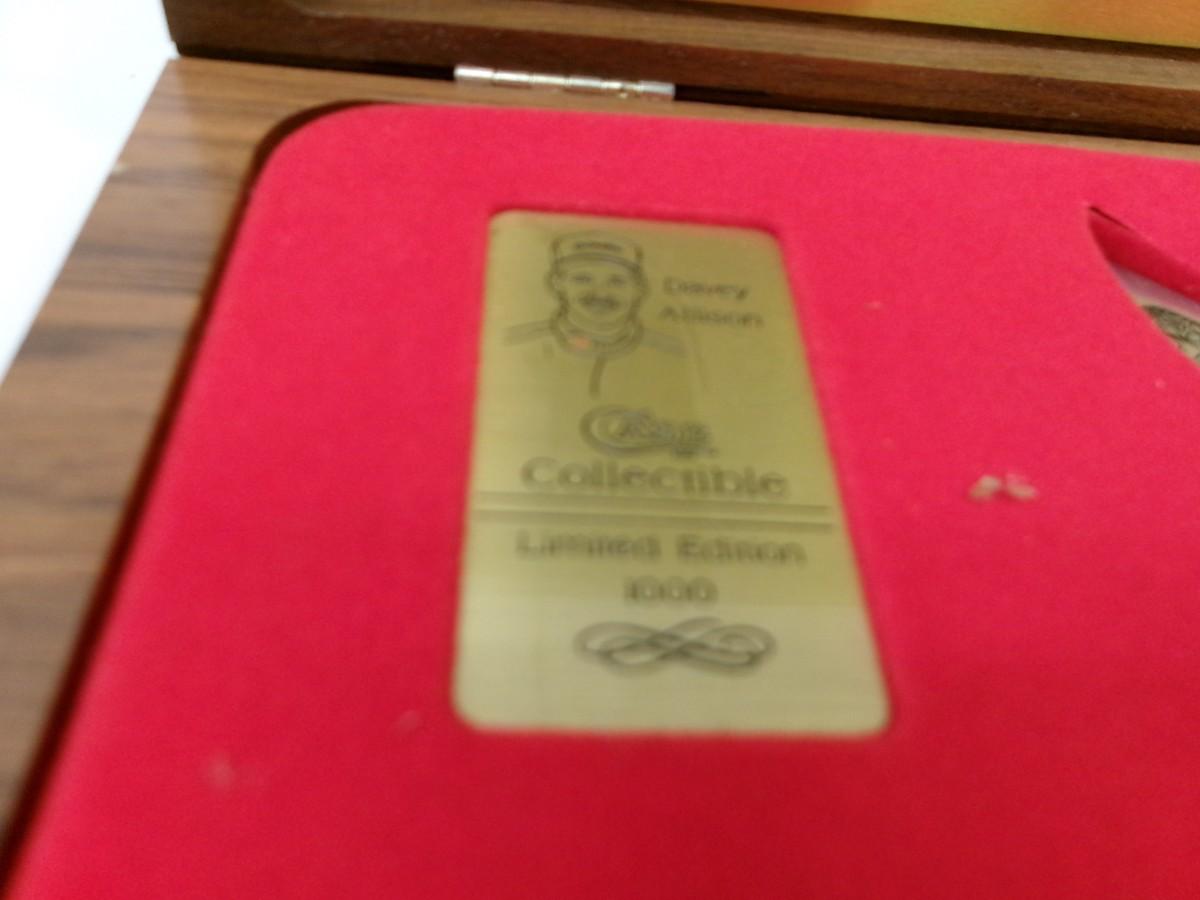 Davey
Allison
Case
Collectible
Limited Edition
1000